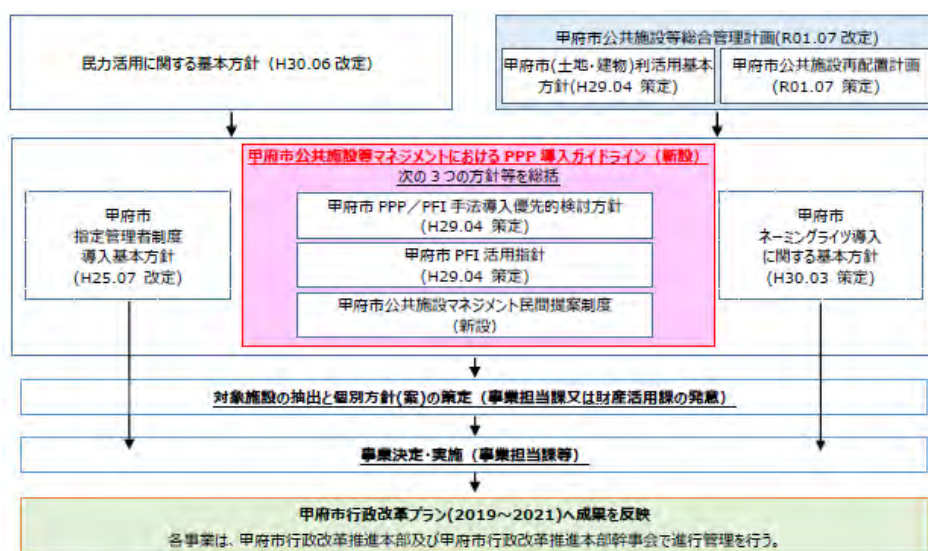 民力活用に関する基本方針（H30.06 改定）
甲府市公共施設等総合管理計画(R01.07 改定)
甲府市(土地・建物)利活用基本
方針(H29.04 策定)
甲府市公共施設再配置計画
(R01.07 策定)
甲府市公共施設等マネジメントにおける PPP 導入ガイドライン（新設）
次の３つの方針等を総括
甲府市 PPP／PFI 手法導入優先的検討方針
(H29.04 策定)
甲府市 PFI 活用指針
(H29.04 策定)
甲府市公共施設マネジメント民間提案制度
(新設)
甲府市
指定管理者制度
導入基本方針
(H25.07 改定)
甲府市
ネーミングライツ導入
に関する基本方針
(H30.03 策定)
対象施設の抽出と個別方針(案)の策定（事業担当課又は財産活用課の発意）
事業決定・実施（事業担当課等）
甲府市行政改革プラン(2019～2021)へ成果を反映
各事業は、甲府市行政改革推進本部及び甲府市行政改革推進本部幹事会で進行管理を行う。